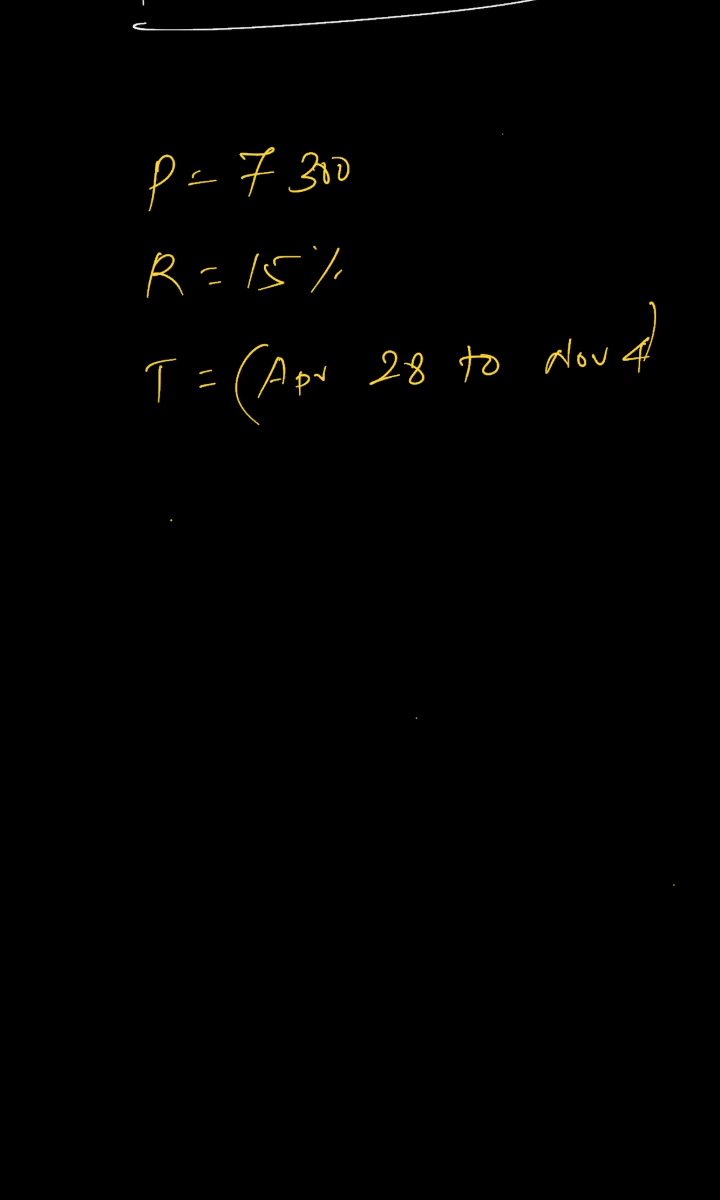 P = 7300
R = 15%
T = (Apr 28 to Nov 4)